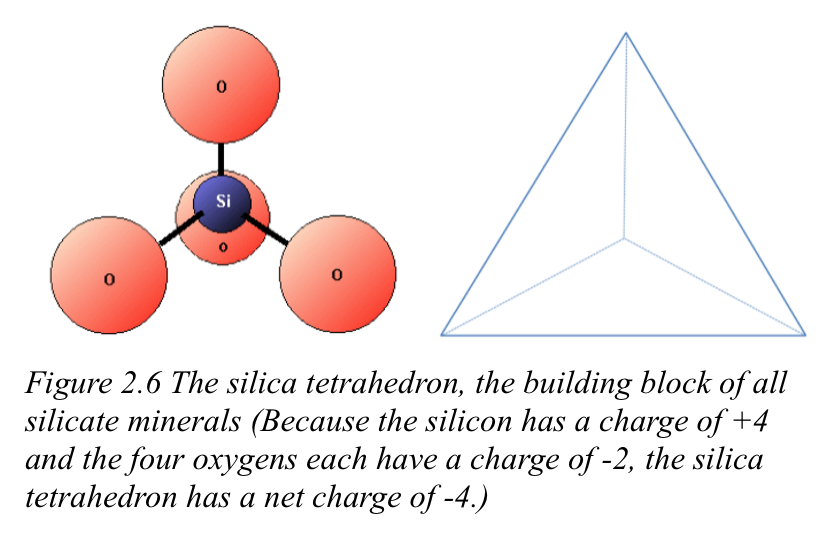 O
Si
O
O
O
Figure 2.6 The silica tetrahedron, the building block of all
silicate minerals (Because the silicon has a charge of +4
and the four oxygens each have a charge of -2, the silica
tetrahedron has a net charge of -4.)